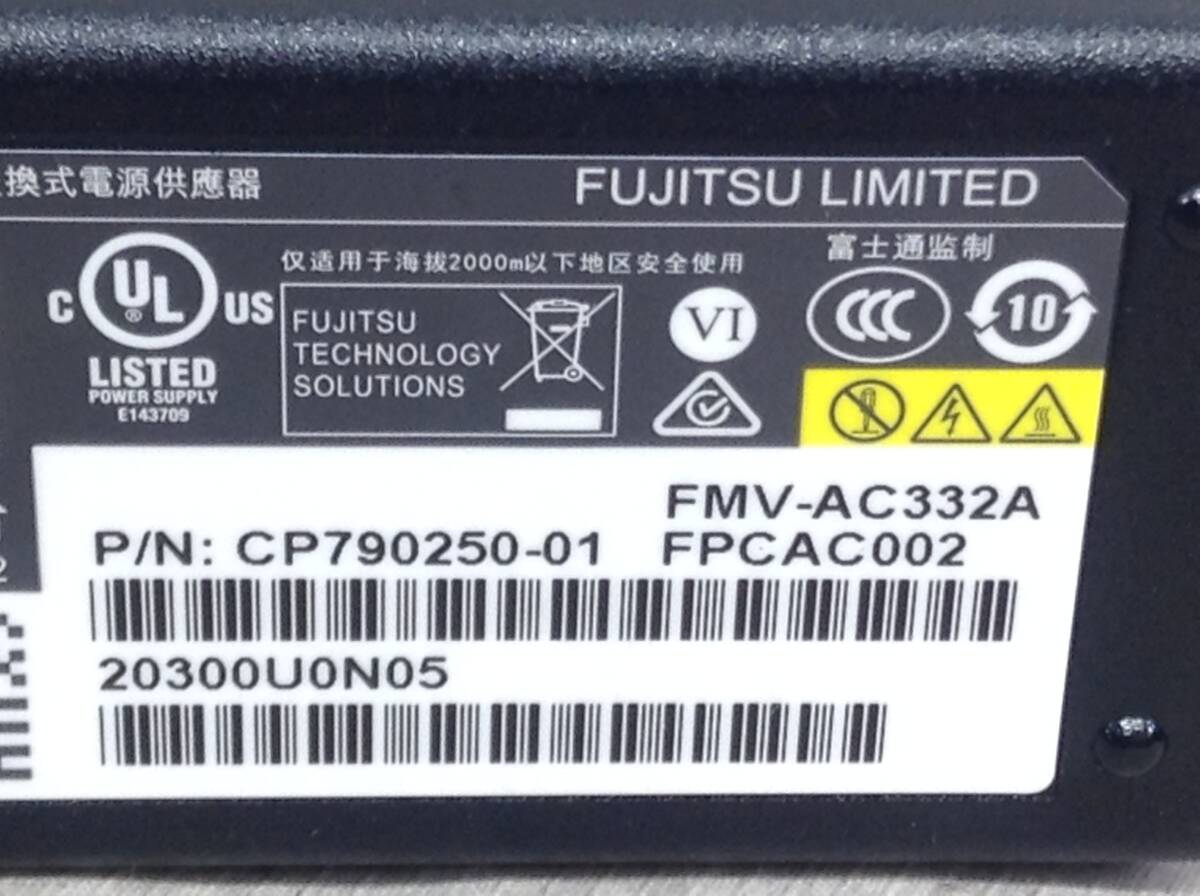 換式電源供應器
FUJITSU LIMITED
仅适用于海拔2000m以下地区安全使用
富士通监制
C UL ® US
LISTED
POWER SUPPLY
E143709
FUJITSU
TECHNOLOGY
SOLUTIONS
VI
CCC
10
FMV-AC332A
P/N: CP790250-01 FPCAC002
20300U0N05